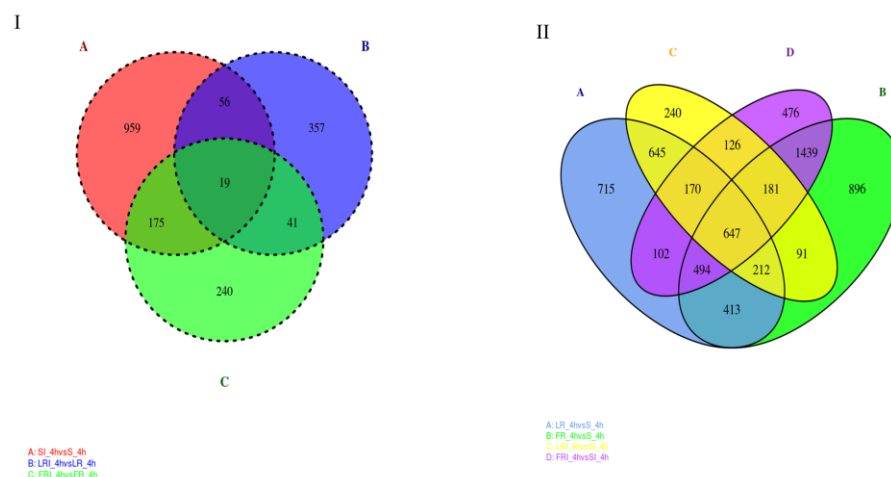 I
II
A
B
C
D
A
B
56
959
357
19
175
41
240
C
240
476
645
126
1439
715
170
181
896
647
102
494
212
91
413
A: SI_4hvsS_4h
B: LRI_4hvsLR_4h
C: FRI_4hvsFR_4h
A: LR_4hvsS_4h
B: FR_4hvsS_4h
C: LRI_4hvsSI_4h
D: FRI_4hvsSI_4h